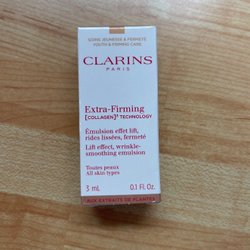 SOINS JEUNESSE & FERMETÉ
YOUTH & FIRMING CARE
CLARINS
PARIS
Extra-Firming
[COLLAGEN]³ TECHNOLOGY
Émulsion effet lift,
rides lissées, fermeté
Lift effect, wrinkle-
smoothing emulsion
Toutes peaux
All skin types
3 mL 0.1 Fl. Oz.
AUX EXTRAITS DE PLANTES